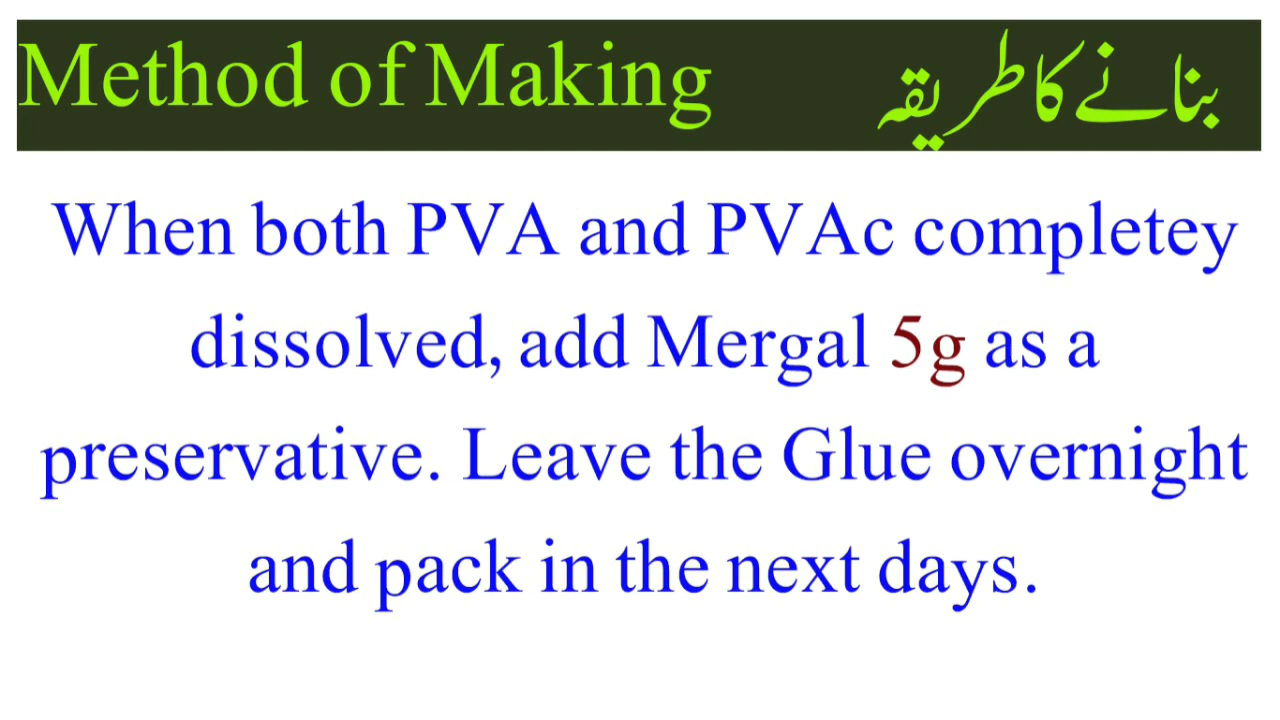 Method of Making بنانے کا طریقہ
When both PVA and PVAc completey
dissolved, add Mergal 5g as a
preservative. Leave the Glue overnight
and pack in the next days.